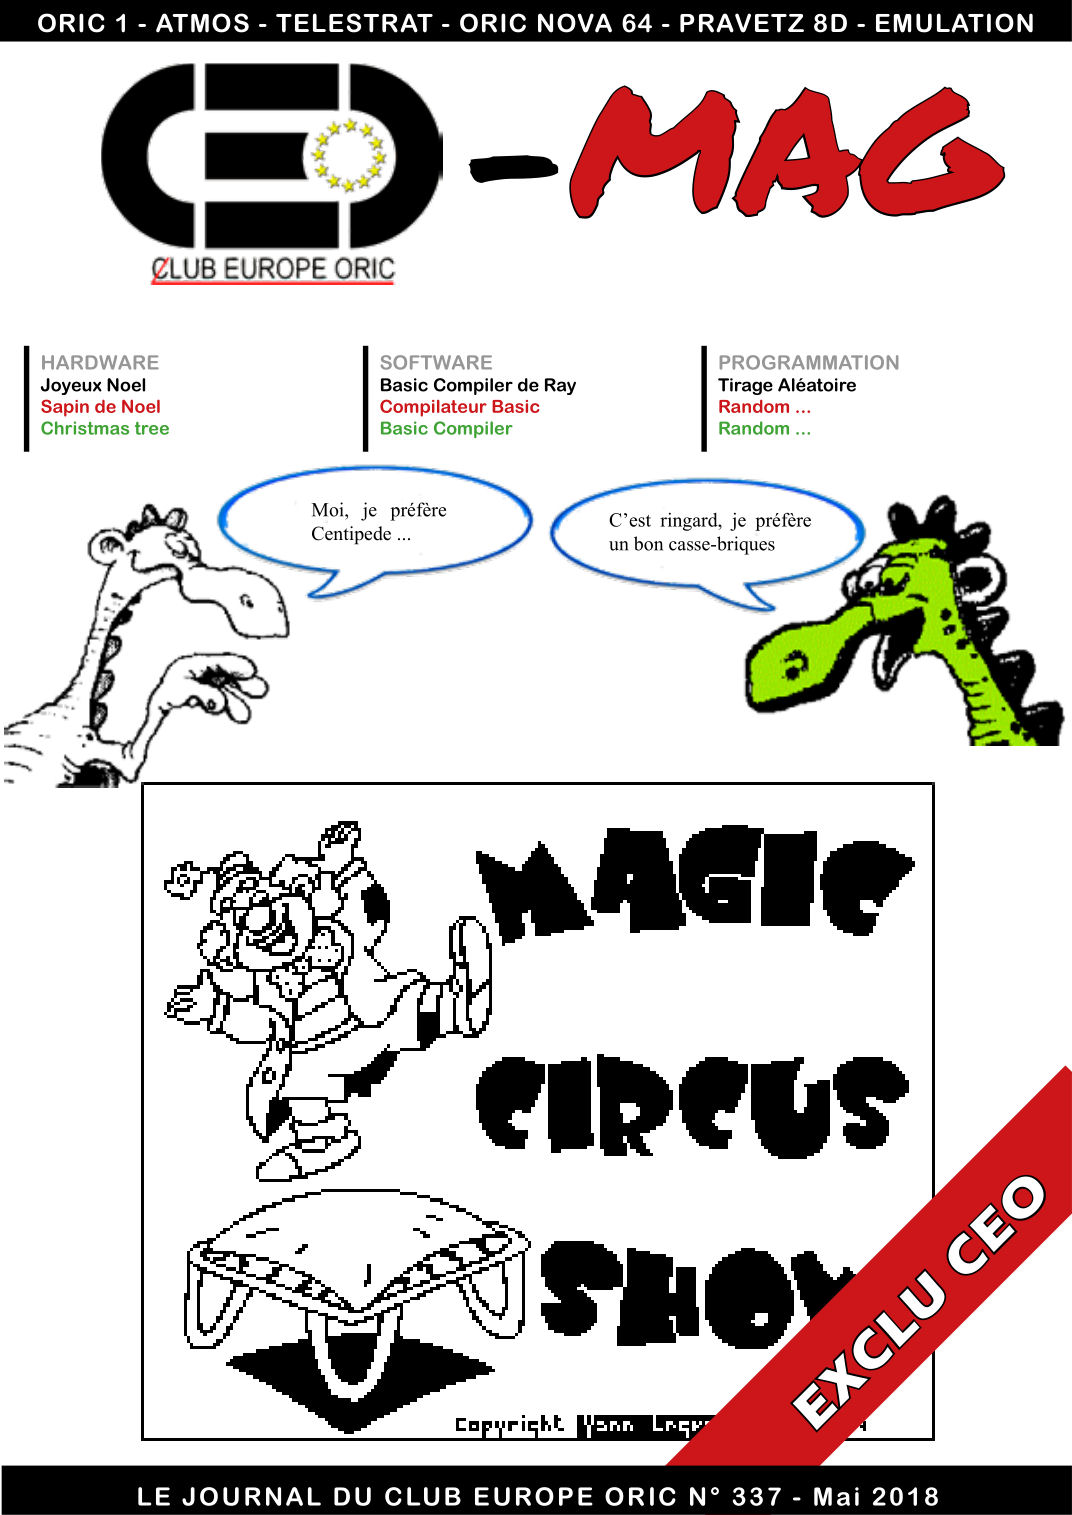 ORIC 1 - ATMOS - TELESTRAT - ORIC NOVA 64 - PRAVETZ 8D - EMULATION
CEO
-MAG
CLUB EUROPE ORIC
HARDWARE
Joyeux Noel
Sapin de Noel
Christmas tree
SOFTWARE
Basic Compiler de Ray
Compilateur Basic
Basic Compiler
PROGRAMMATION
Tirage Aléatoire
Random ...
Random ...
Moi, je préfère
Centipede ...
C'est ringard, je préfère
un bon casse-briques
MAGIC
CIRCUS
SHOW
Copyright Yann
EXCLU CEO
LE JOURNAL DU CLUB EUROPE ORIC N° 337 - Mai 2018